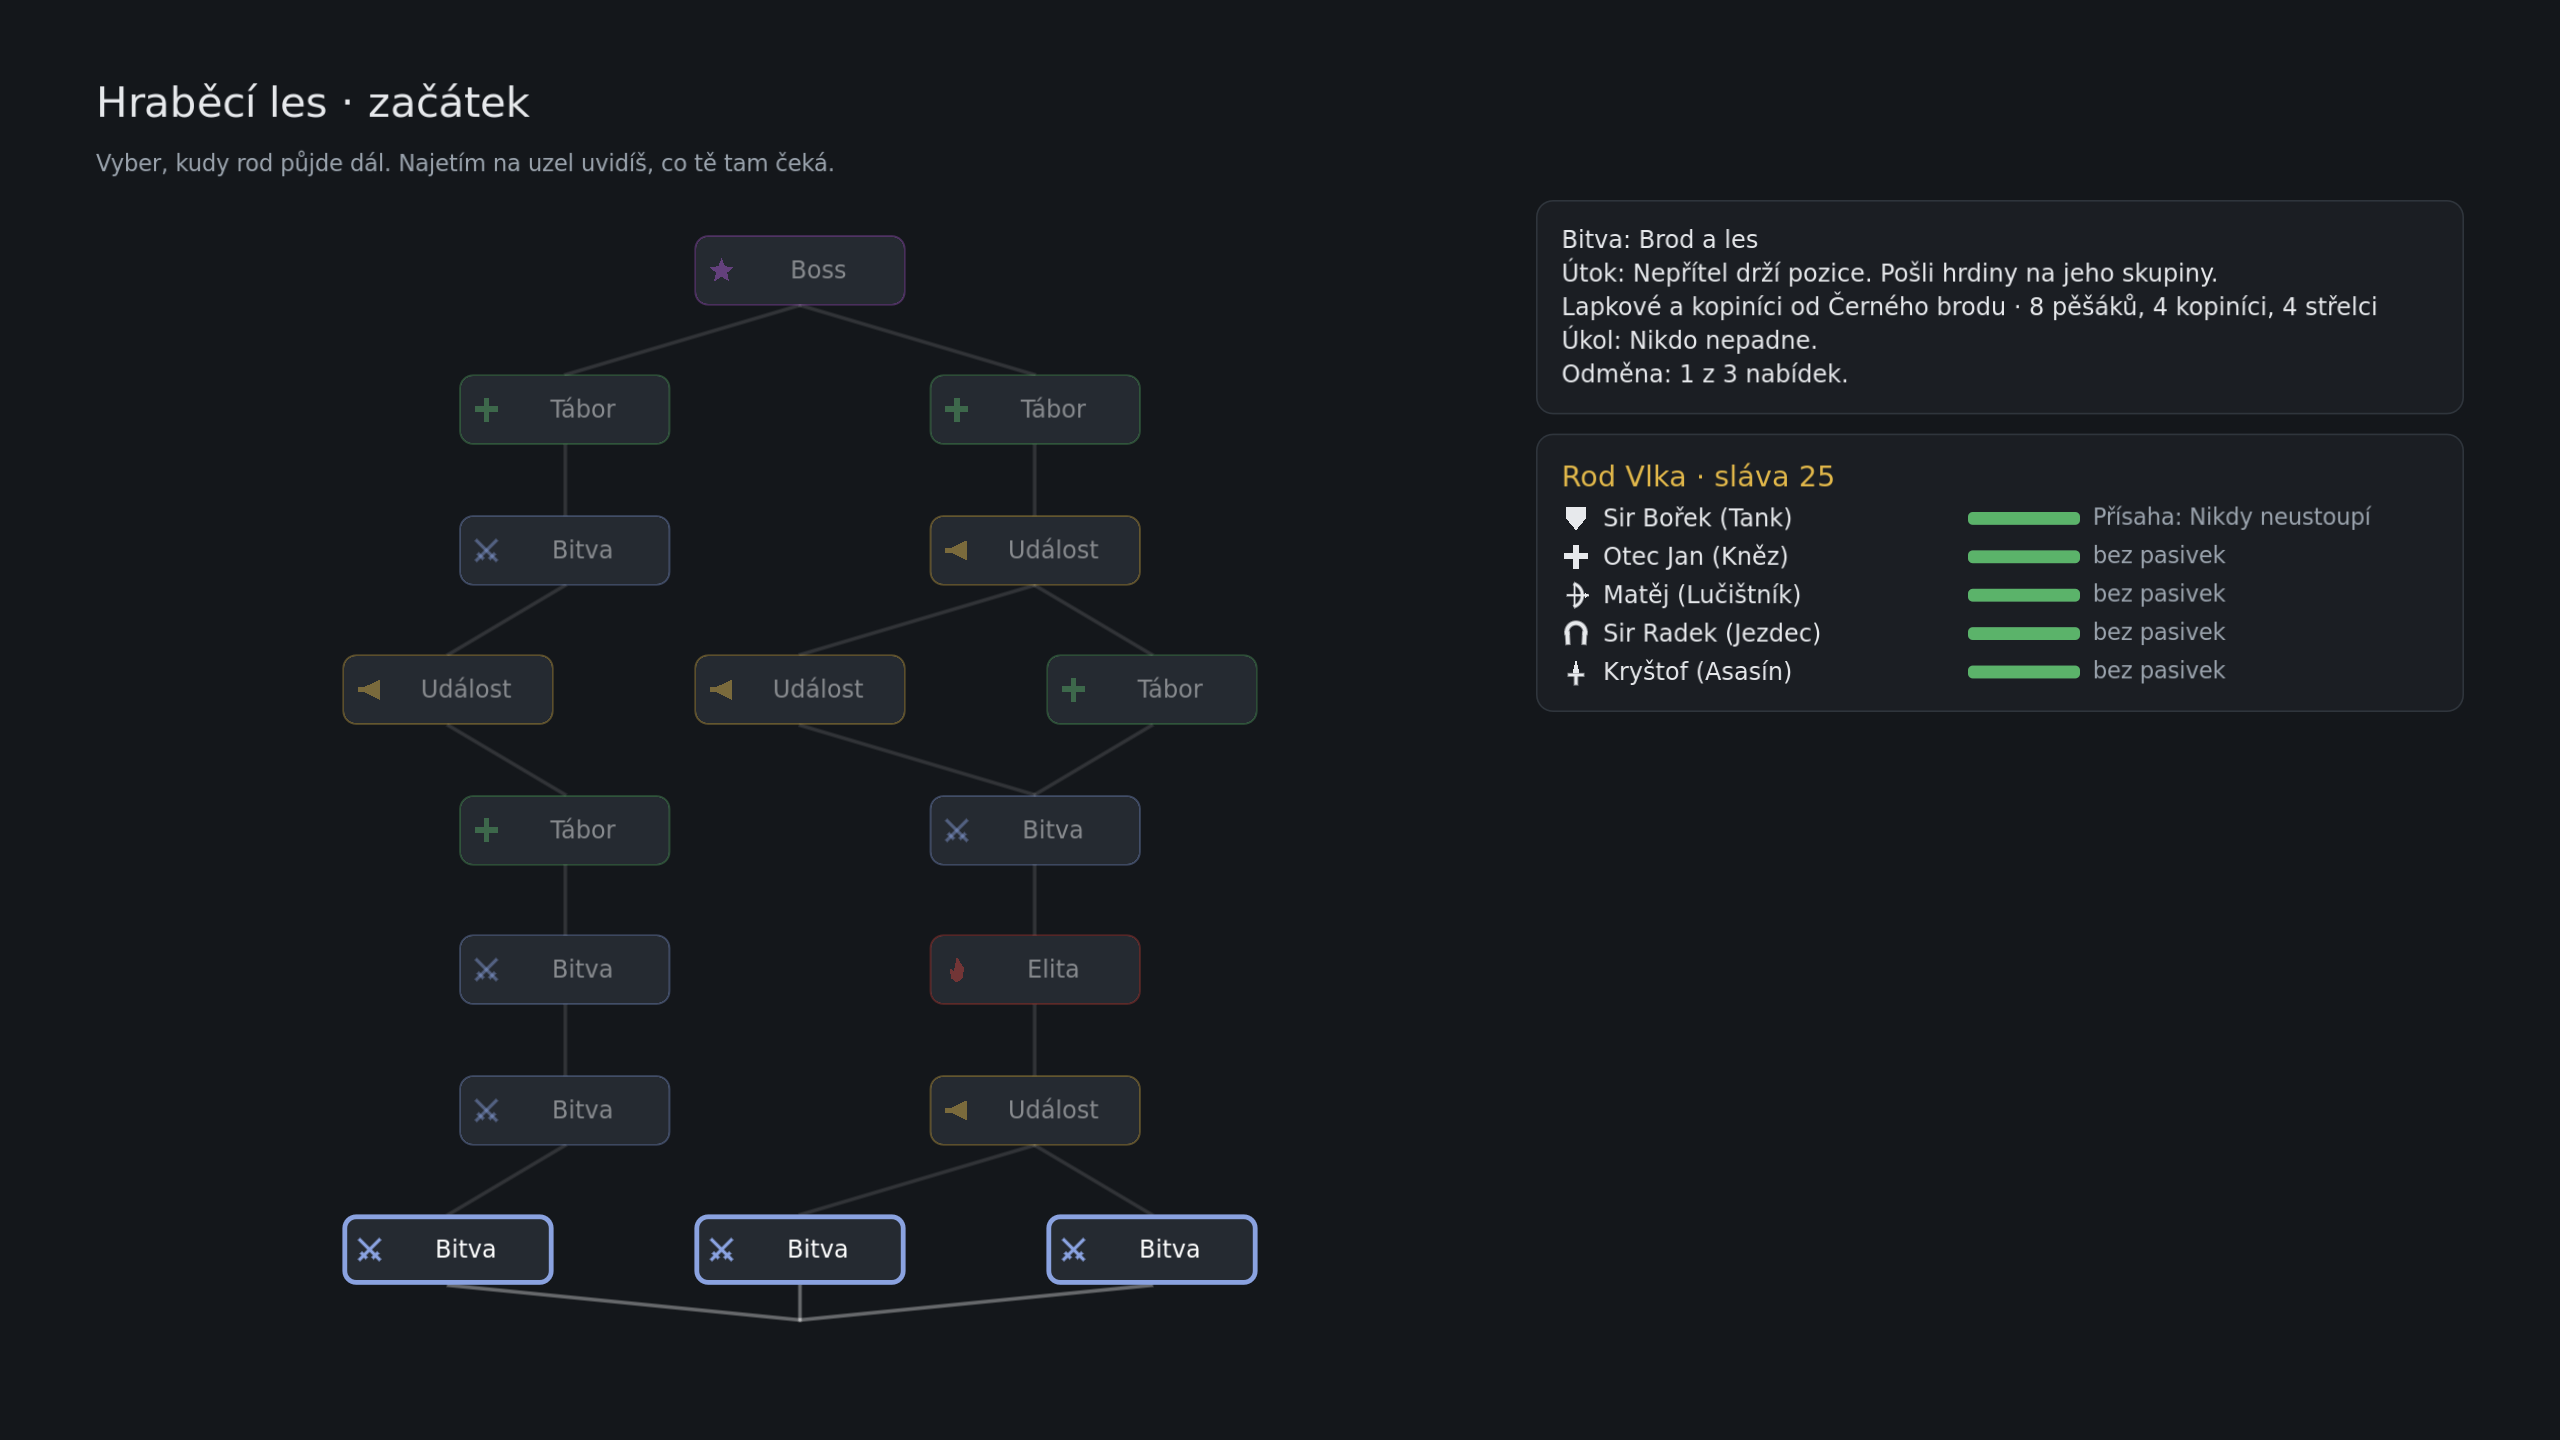 Hraběcí les · začátek
Vyber, kudy rod půjde dál. Najetím na uzel uvidíš, co tě tam čeká.
Boss
Tábor
Tábor
Bitva
Událost
Událost
Událost
Tábor
Tábor
Bitva
Bitva
Elita
Bitva
Událost
Bitva
Bitva
Bitva
Bitva: Brod a les
Útok: Nepřítel drží pozice. Pošli hrdiny na jeho skupiny.
Lapkové a kopiníci od Černého brodu · 8 pěšáků, 4 kopiníci, 4 střelci
Úkol: Nikdo nepadne.
Odměna: 1 z 3 nabídek.
Rod Vlka · sláva 25
Sir Bořek (Tank) Přísaha: Nikdy neustoupí
Otec Jan (Kněz) bez pasivek
Matěj (Lučištník) bez pasivek
Sir Radek (Jezdec) bez pasivek
Kryštof (Asasín) bez pasivek